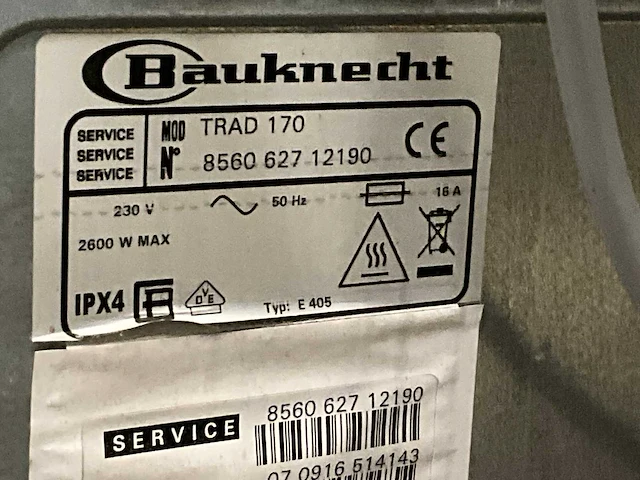 Bauknecht
SERVICE MOD TRAD 170
SERVICE
SERVICE N° 8560 627 12190
CE
230 V 50 Hz 16 A
2600 W MAX
IPX4 DVE Typ: E 405
8560 627 12190
SERVICE
07 0916 514143